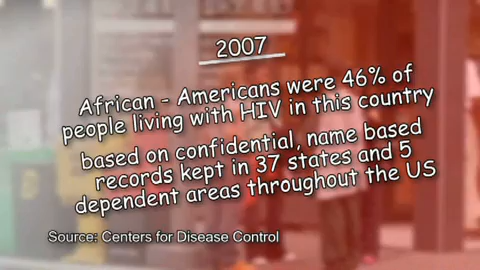 2007
African - Americans were 46% of
people living with HIV in this country
based on confidential, name based
records kept in 37 states and 5
dependent areas throughout the US
Source: Centers for Disease Control